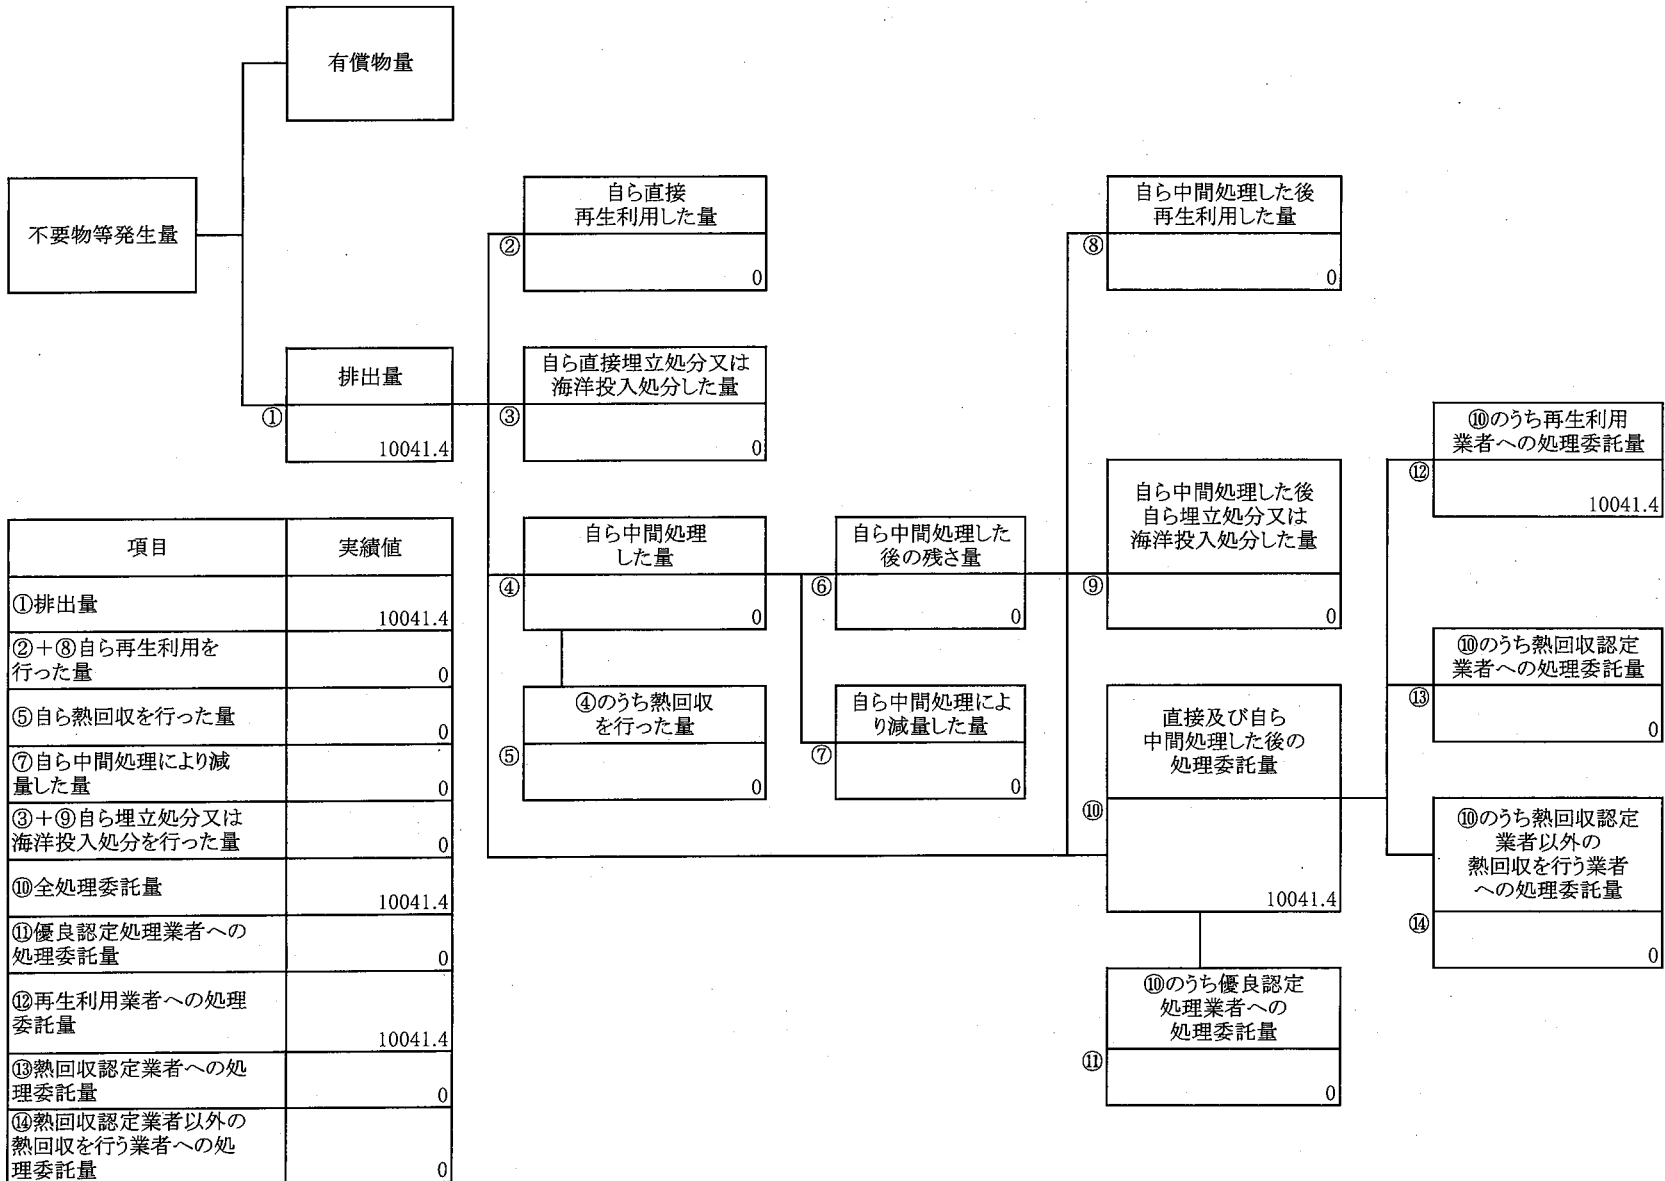 有償物量
不要物等発生量
排出量
①
10041.4
自ら直接
再生利用した量
②
0
自ら直接埋立処分又は
海洋投入処分した量
③
0
自ら中間処理
した量
④
0
④のうち熱回収
を行った量
⑤
0
自ら中間処理した
後の残さ量
⑥
0
自ら中間処理によ
り減量した量
⑦
0
自ら中間処理した後
再生利用した量
⑧
0
自ら中間処理した後
自ら埋立処分又は
海洋投入処分した量
⑨
0
直接及び自ら
中間処理した後の
処理委託量
⑩
10041.4
⑩のうち優良認定
処理業者への
処理委託量
⑪
0
⑩のうち再生利用
業者への処理委託量
⑫
10041.4
⑩のうち熱回収認定
業者への処理委託量
⑬
0
⑩のうち熱回収認定
業者以外の
熱回収を行う業者
への処理委託量
⑭
0
項目 実績値
①排出量
10041.4
②+⑧自ら再生利用を
行った量
0
⑤自ら熱回収を行った量
0
⑦自ら中間処理により減
量した量
0
③+⑨自ら埋立処分又は
海洋投入処分を行った量
0
⑩全処理委託量
10041.4
⑪優良認定処理業者への
処理委託量
0
⑫再生利用業者への処理
委託量
10041.4
⑬熱回収認定業者への処
理委託量
0
⑭熱回収認定業者以外の
熱回収を行う業者への処
理委託量
0